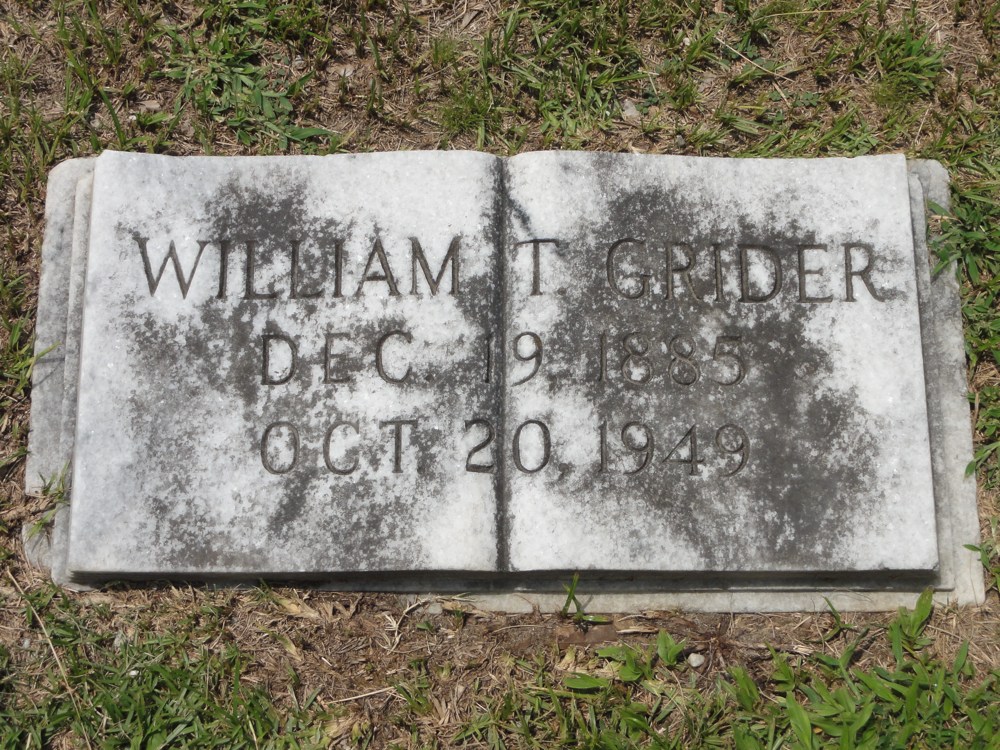 WILLIAM T GRIDER
DEC 19 1885
OCT 20, 1949